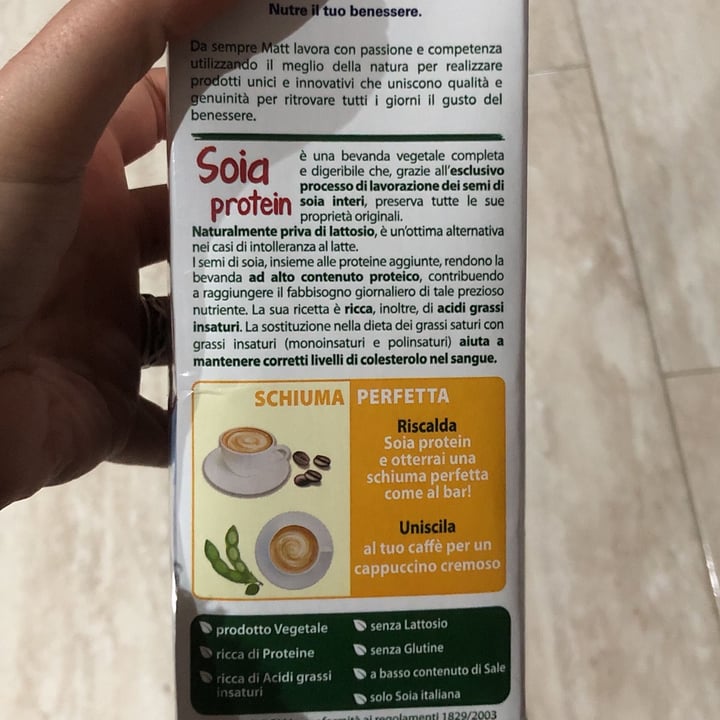 Nutre il tuo benessere.
Da sempre Matt lavora con passione e competenza
utilizzando il meglio della natura per realizzare
prodotti unici e innovativi che uniscono qualità e
genuinità per ritrovare tutti i giorni il gusto del
benessere.
Soia
protein
è una bevanda vegetale completa
e digeribile che, grazie all'esclusivo
processo di lavorazione dei semi di
soia interi, preserva tutte le sue
proprietà originali.
Naturalmente priva di lattosio, è un'ottima alternativa
nei casi di intolleranza al latte.
I semi di soia, insieme alle proteine aggiunte, rendono la
bevanda ad alto contenuto proteico, contribuendo
a raggiungere il fabbisogno giornaliero di tale prezioso
nutriente. La sua ricetta è ricca, inoltre, di acidi grassi
insaturi. La sostituzione nella dieta dei grassi saturi con
grassi insaturi (monoinsaturi e polinsaturi) aiuta a
mantenere corretti livelli di colesterolo nel sangue.
SCHIUMA PERFETTA
Riscalda
Soia protein
e otterrai una
schiuma perfetta
come al bar!
Uniscila
al tuo caffè per un
cappuccino cremoso
prodotto Vegetale
ricca di Proteine
ricca di Acidi grassi
insaturi
senza Lattosio
senza Glutine
a basso contenuto di Sale
solo Soia italiana
ai regolamenti 1829/2003